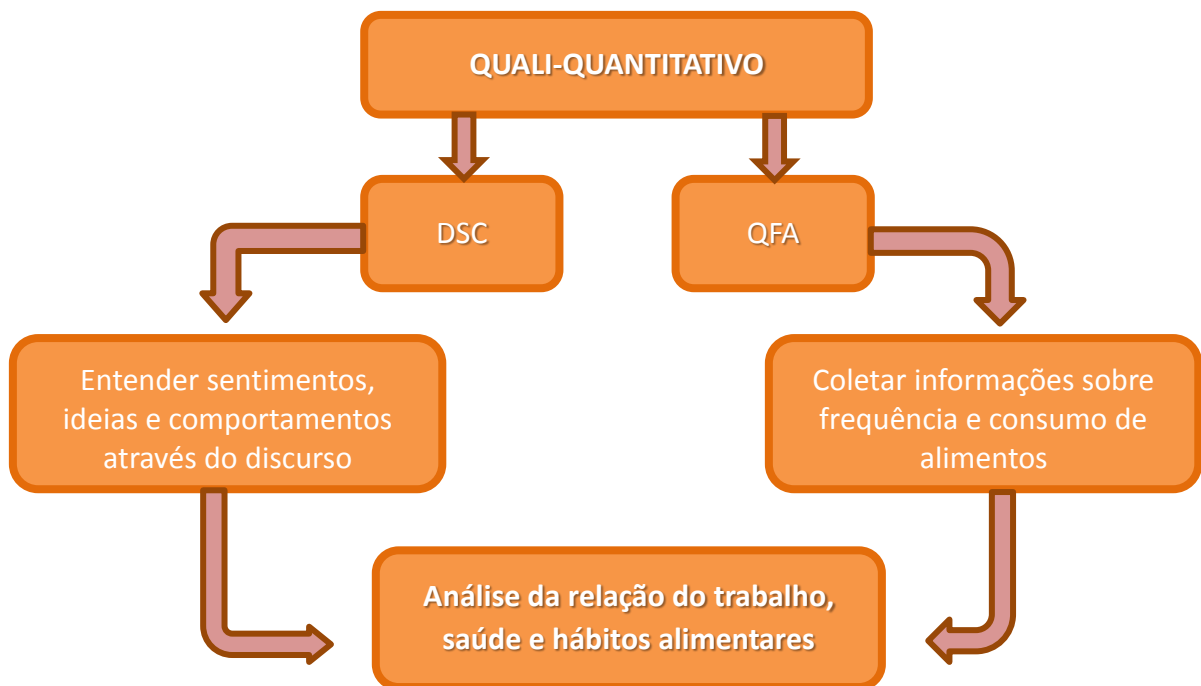 QUALI-QUANTITATIVO
DSC
QFA
Entender sentimentos,
ideias e comportamentos
através do discurso
Coletar informações sobre
frequência e consumo de
alimentos
Análise da relação do trabalho,
saúde e hábitos alimentares